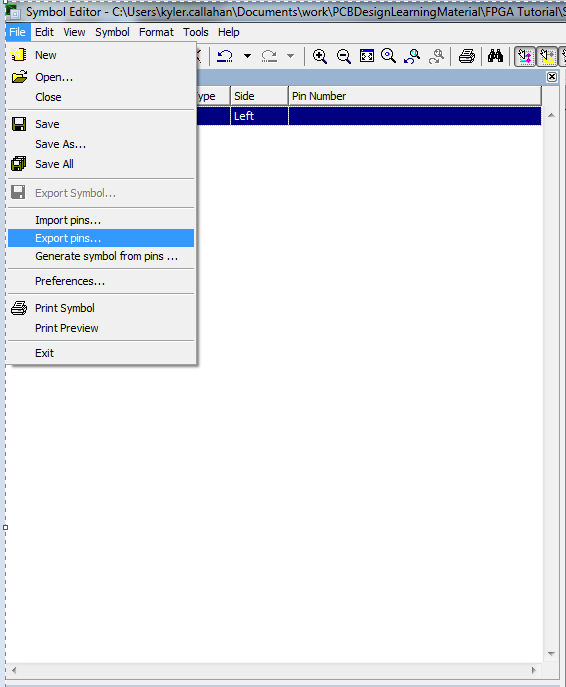 Symbol Editor - C:\Users\kyler.callahan\Documents\work\PCBDesignLearningMaterial\FPGA Tutorial\S
File Edit View Symbol Format Tools Help
New
Open...
Close
Save
Save As...
Save All
Export Symbol...
Import pins...
Export pins...
Generate symbol from pins ...
Preferences...
Print Symbol
Print Preview
Exit
ype Side Pin Number
Left